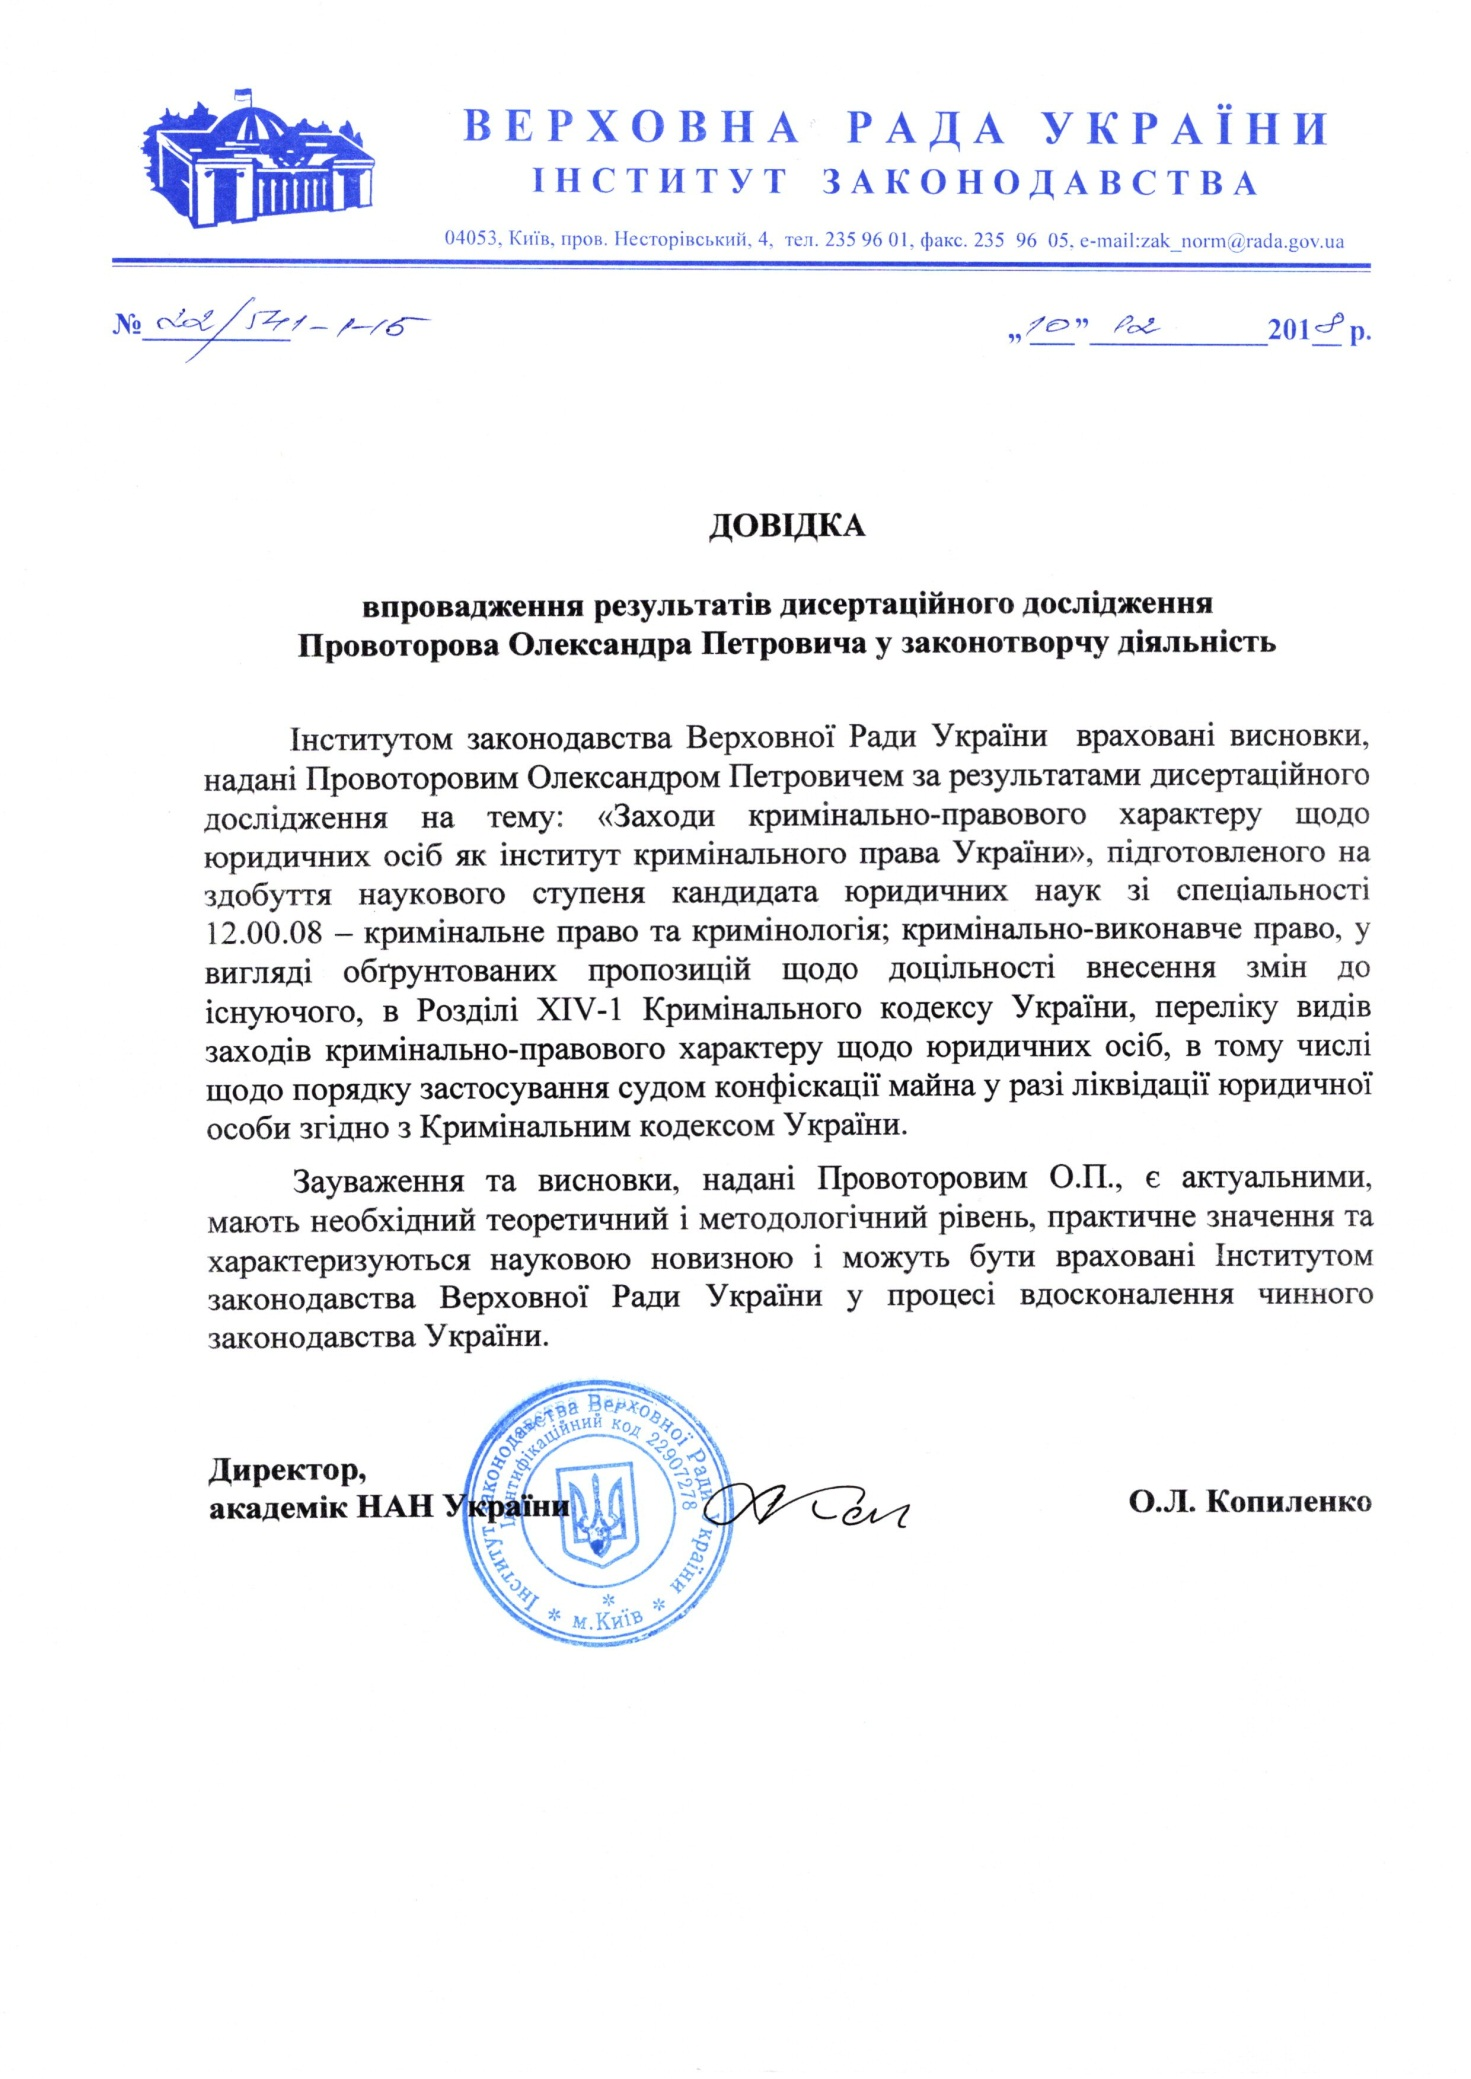 ВЕРХОВНА РАДА УКРАЇНИ
ІНСТИТУТ ЗАКОНОДАВСТВА
04053, Київ, пров. Несторівський, 4, тел. 235 96 01, факс. 235 96 05, e-mail:zak_norm@rada.gov.ua
№ 22/541-1-15 „10” 12 2018 р.
ДОВІДКА
впровадження результатів дисертаційного дослідження
Провоторова Олександра Петровича у законотворчу діяльність
Інститутом законодавства Верховної Ради України враховані висновки,
надані Провоторовим Олександром Петровичем за результатами дисертаційного
дослідження на тему: «Заходи кримінально-правового характеру щодо
юридичних осіб як інститут кримінального права України», підготовленого на
здобуття наукового ступеня кандидата юридичних наук зі спеціальності
12.00.08 – кримінальне право та кримінологія; кримінально-виконавче право, у
вигляді обґрунтованих пропозицій щодо доцільності внесення змін до
існуючого, в Розділі XIV-1 Кримінального кодексу України, переліку видів
заходів кримінально-правового характеру щодо юридичних осіб, в тому числі
щодо порядку застосування судом конфіскації майна у разі ліквідації юридичної
особи згідно з Кримінальним кодексом України.
Зауваження та висновки, надані Провоторовим О.П., є актуальними,
мають необхідний теоретичний і методологічний рівень, практичне значення та
характеризуються науковою новизною і можуть бути враховані Інститутом
законодавства Верховної Ради України у процесі вдосконалення чинного
законодавства України.
Директор,
академік НАН України О.Л. Копиленко
Інститут законодавства Верховної Ради України
Ідентифікаційний код 22907278
* м.Київ *